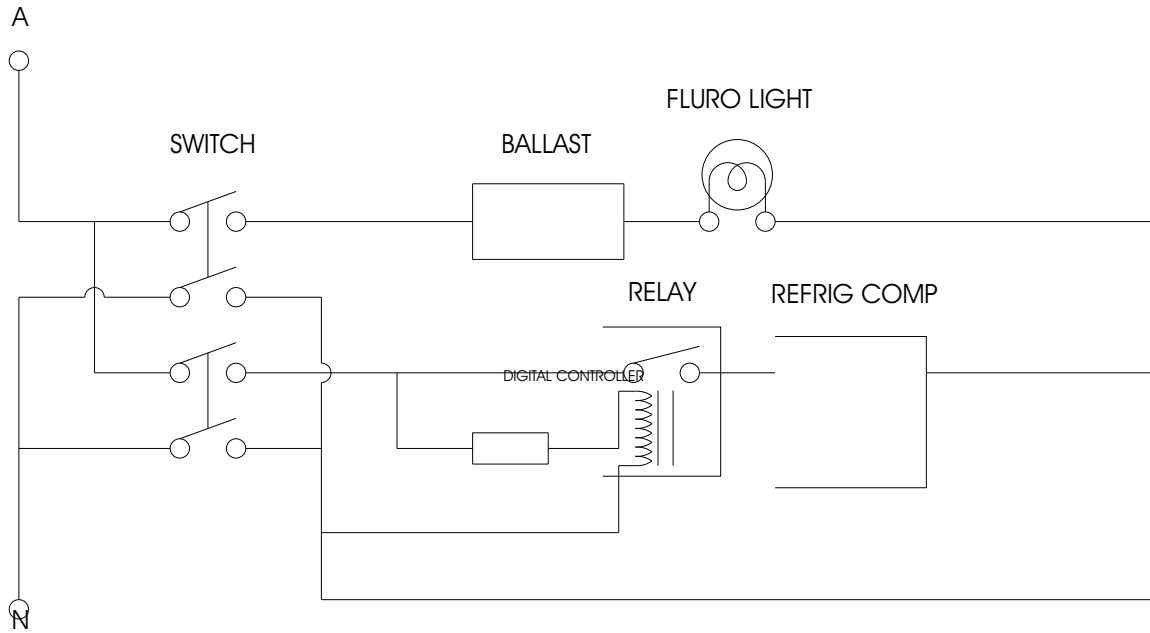 A
FLURO LIGHT
SWITCH
BALLAST
RELAY
REFRIG COMP
DIGITAL CONTROLLER
N